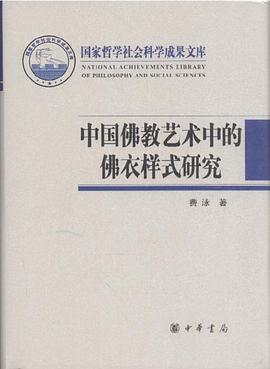 国家哲学社会科学成果文库
NATIONAL ACHIEVEMENTS LIBRARY
OF PHILOSOPHY AND SOCIAL SCIENCES
中国佛教艺术中的
佛衣样式研究
费泳 著
中华书局